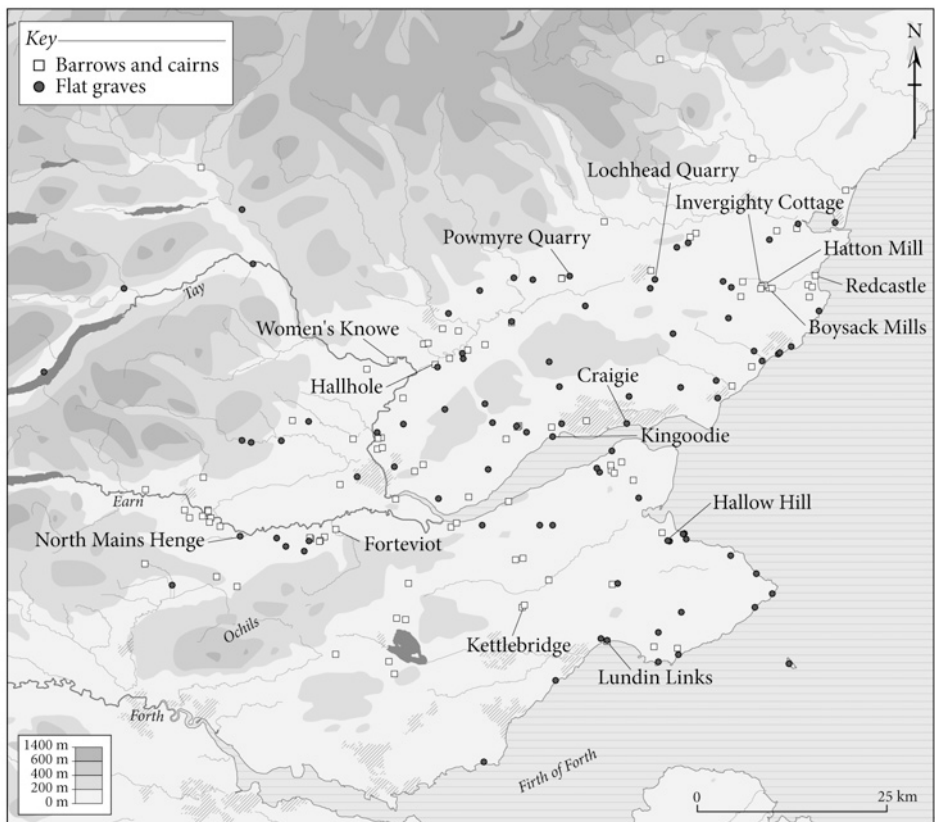 Key
Barrows and cairns
Flat graves
N
Lochhead Quarry
Invergighty Cottage
Powmyre Quarry
Hatton Mill
Redcastle
Tay
Women's Knowe
Boysack Mills
Hallhole
Craigie
Kingoodie
Earn
Hallow Hill
North Mains Henge
Forteviot
Ochils
Kettlebridge
Lundin Links
Forth
1400 m
600 m
400 m
200 m
0 m
Firth of Forth
0 25 km